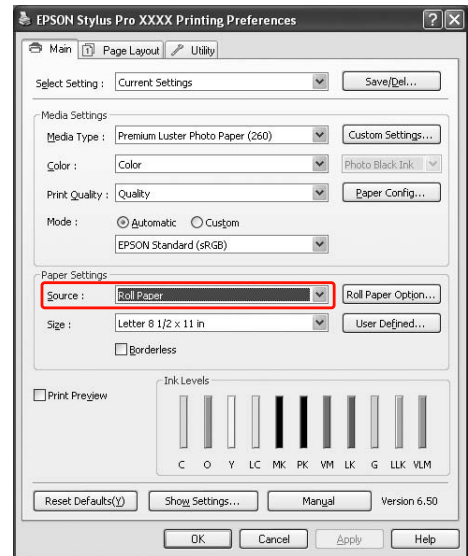 EPSON Stylus Pro XXXX Printing Preferences
Main Page Layout Utility
Select Setting : Current Settings Save/Del...
Media Settings
Media Type : Premium Luster Photo Paper (260) Custom Settings...
Color : Color Photo Black Ink
Print Quality : Quality Paper Config...
Mode : Automatic Custom
EPSON Standard (sRGB)
Paper Settings
Source : Roll Paper Roll Paper Option...
Size : Letter 8 1/2 x 11 in User Defined...
Borderless
Print Preview
Ink Levels
C O Y LC MK PK VM LK G LLK VLM
Reset Defaults(Y) Show Settings... Manual Version 6.50
OK Cancel Apply Help